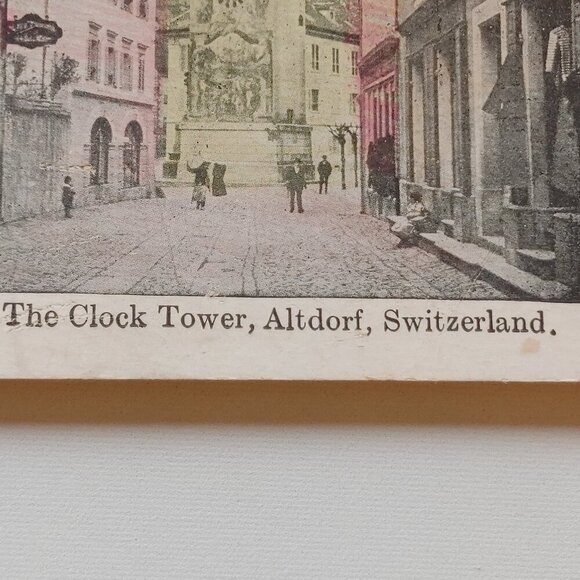 The Clock Tower, Altdorf, Switzerland.